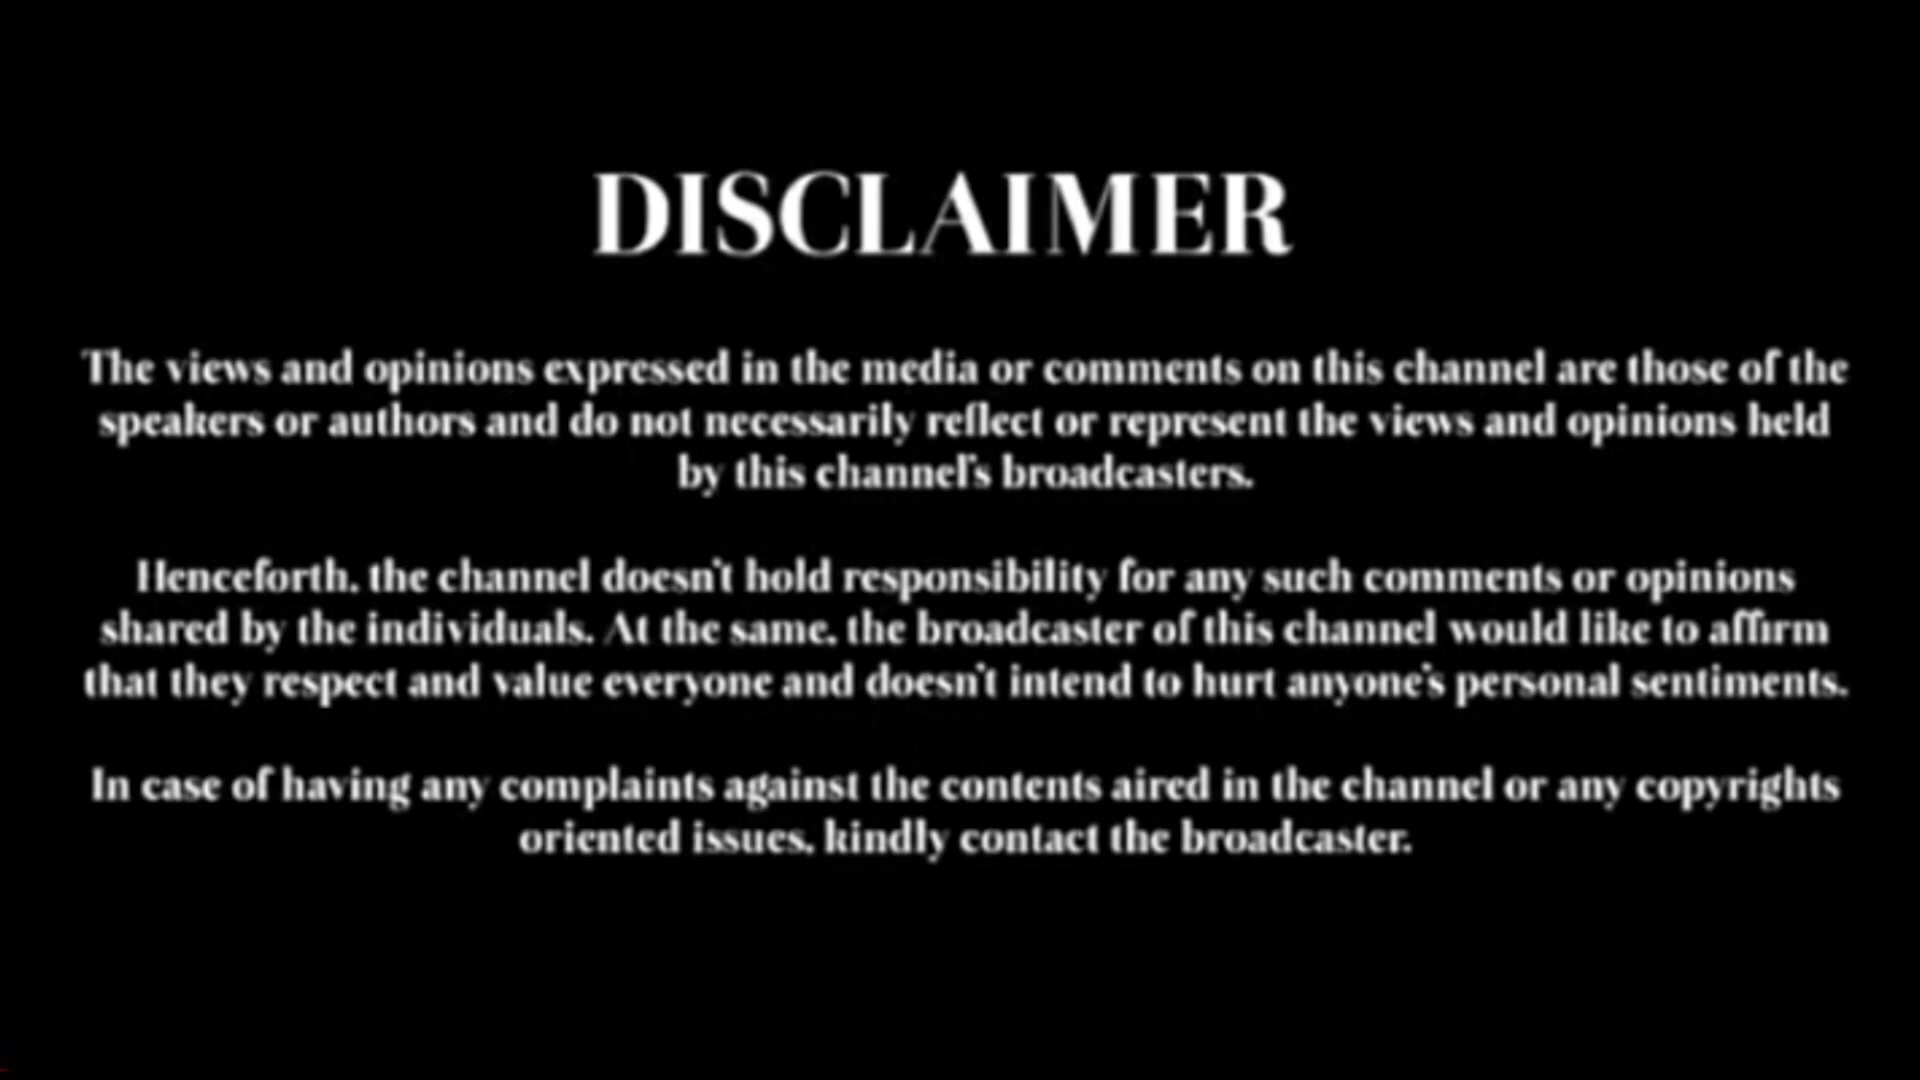 DISCLAIMER
The views and opinions expressed in the media or comments on this channel are those of the
speakers or authors and do not necessarily reflect or represent the views and opinions held
by this channel's broadcasters.
Henceforth, the channel doesn't hold responsibility for any such comments or opinions
shared by the individuals. At the same, the broadcaster of this channel would like to affirm
that they respect and value everyone and doesn't intend to hurt anyone's personal sentiments.
In case of having any complaints against the contents aired in the channel or any copyrights
oriented issues, kindly contact the broadcaster.